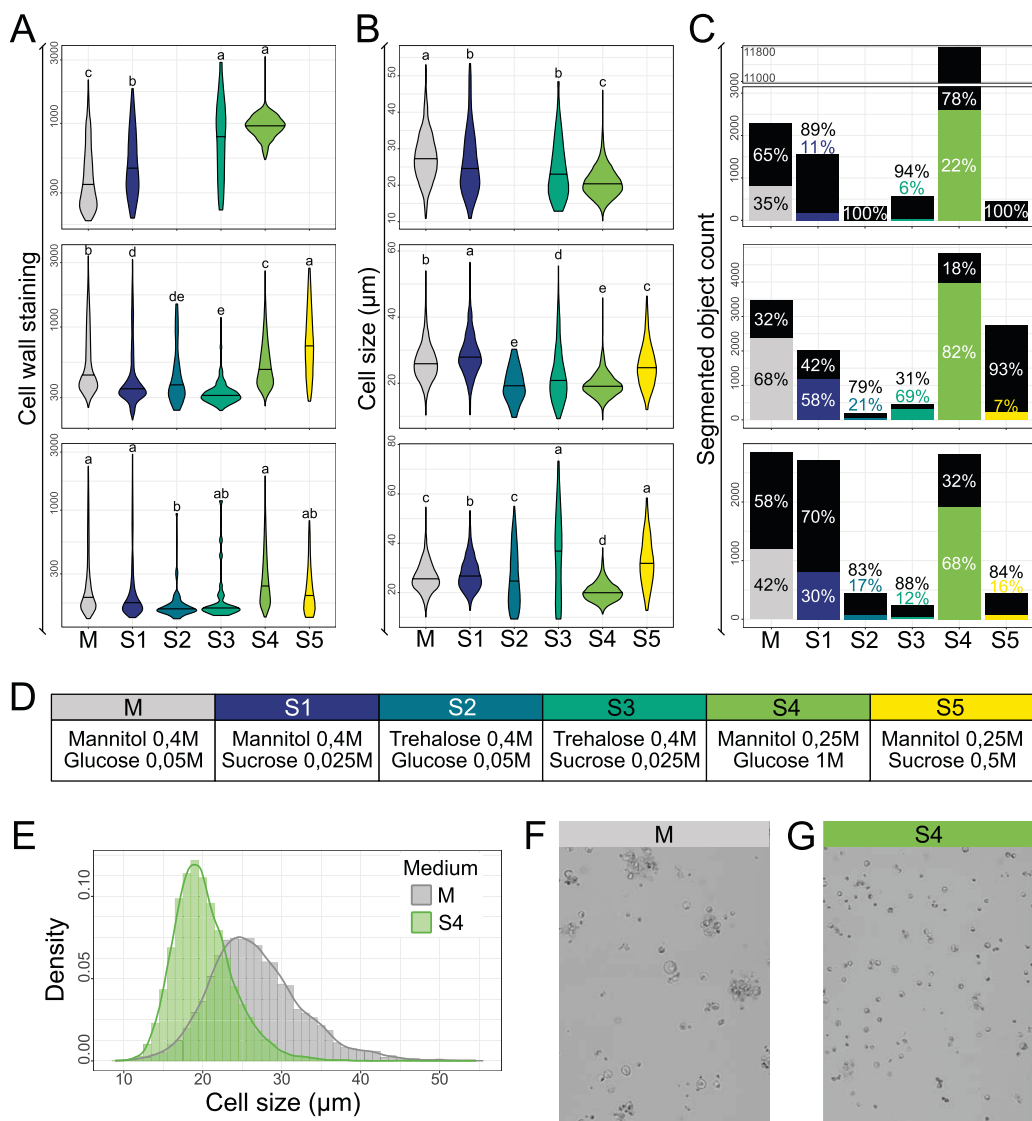 A
B
C
Cell wall staining
3000
1000
300
c
b
a
a
3000
1000
300
b
d
de
e
c
a
3000
1000
300
a
a
b
ab
a
ab
M S1 S2 S3 S4 S5
Cell size (µm)
50
40
30
20
10
a
b
b
c
60
40
20
b
a
e
d
e
c
80
60
40
20
c
b
c
a
d
a
M S1 S2 S3 S4 S5
Segmented object count
11800
11000
3000
2000
1000
0
65%
35%
89%
11%
100%
94%
6%
78%
22%
100%
4000
3000
2000
1000
0
32%
68%
42%
58%
79%
21%
31%
69%
18%
82%
93%
7%
2000
1000
0
58%
42%
70%
30%
83%
17%
88%
12%
32%
68%
84%
16%
M S1 S2 S3 S4 S5
D
M S1 S2 S3 S4 S5
Mannitol 0,4M Mannitol 0,4M Trehalose 0,4M Trehalose 0,4M Mannitol 0,25M Mannitol 0,25M
Glucose 0,05M Sucrose 0,025M Glucose 0,05M Sucrose 0,025M Glucose 1M Sucrose 0,5M
E
Density
0.10
0.05
0.00
Medium
M
S4
10 20 30 40 50
Cell size (µm)
F
M
G
S4